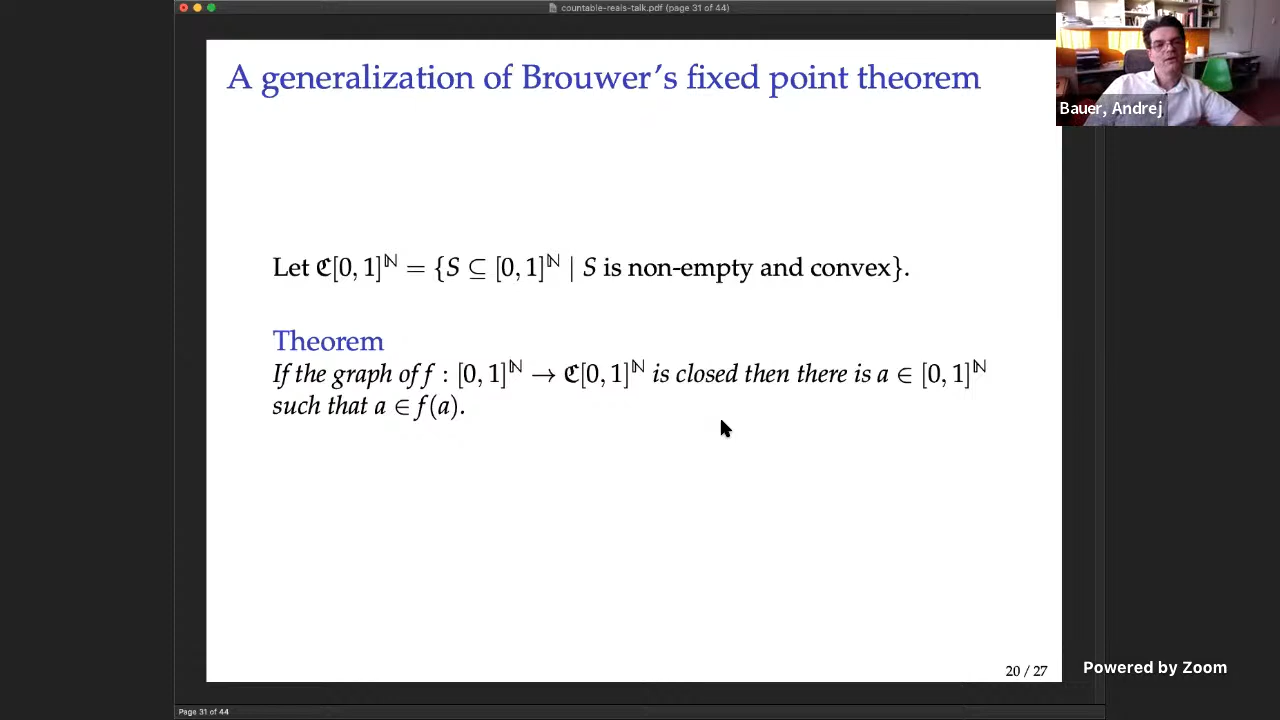 countable-reals-talk.pdf (page 31 of 44)
A generalization of Brouwer's fixed point theorem
Bauer, Andrej
Let ℭ[0, 1]^ℕ = {S ⊆ [0, 1]^ℕ | S is non-empty and convex}.
Theorem
If the graph of f : [0, 1]^ℕ → ℭ[0, 1]^ℕ is closed then there is a ∈ [0, 1]^ℕ
such that a ∈ f(a).
20 / 27
Powered by Zoom
Page 31 of 44